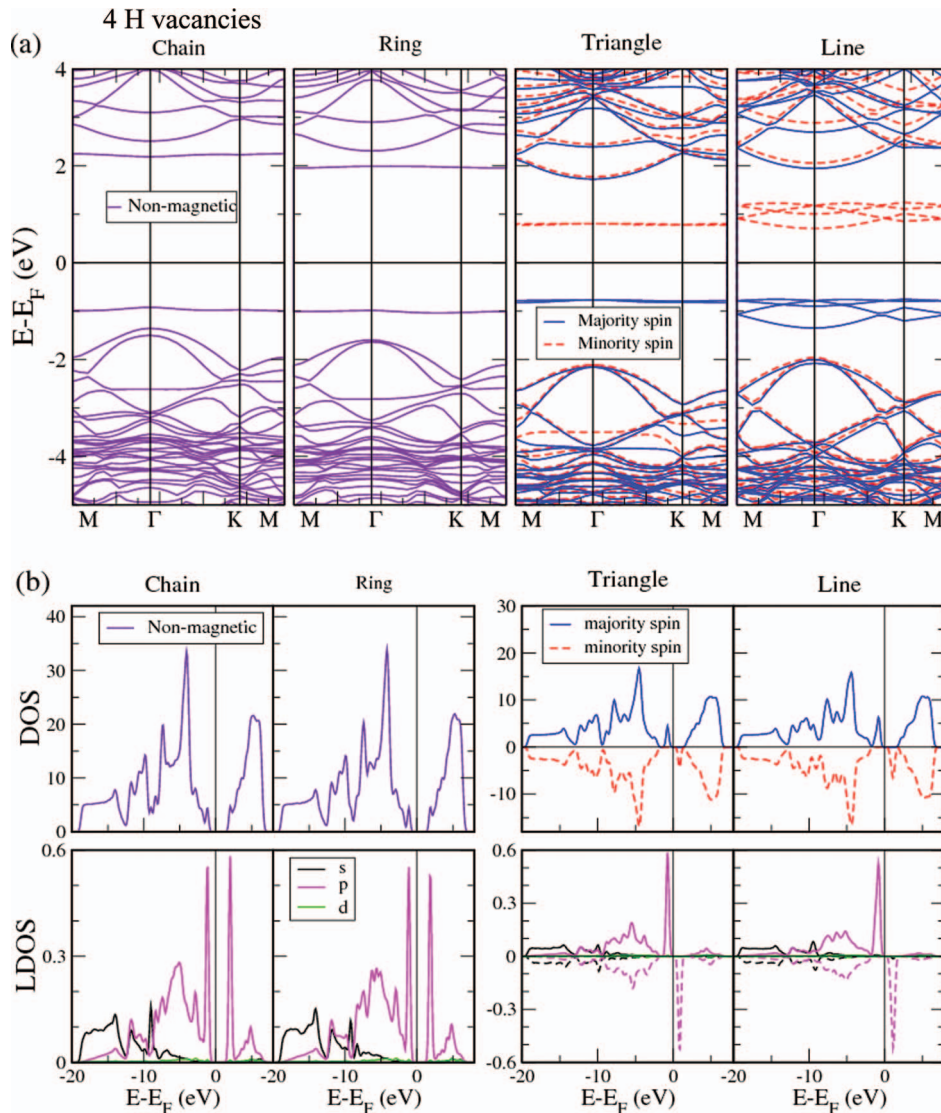 4 H vacancies
(a)
Chain
Ring
Triangle
Line
4
2
0
-2
-4
E-E_F (eV)
Non-magnetic
Majority spin
Minority spin
M Γ K M
M Γ K M
M Γ K M
M Γ K M
(b)
Chain
Ring
Triangle
Line
DOS
40
30
20
10
0
Non-magnetic
30
20
10
0
-10
majority spin
minority spin
LDOS
0.6
0.3
0
s
p
d
0.6
0.3
0
-0.3
-0.6
-20 -10 0
-20 -10 0
-20 -10 0
-20 -10 0
E-E_F (eV)
E-E_F (eV)
E-E_F (eV)
E-E_F (eV)